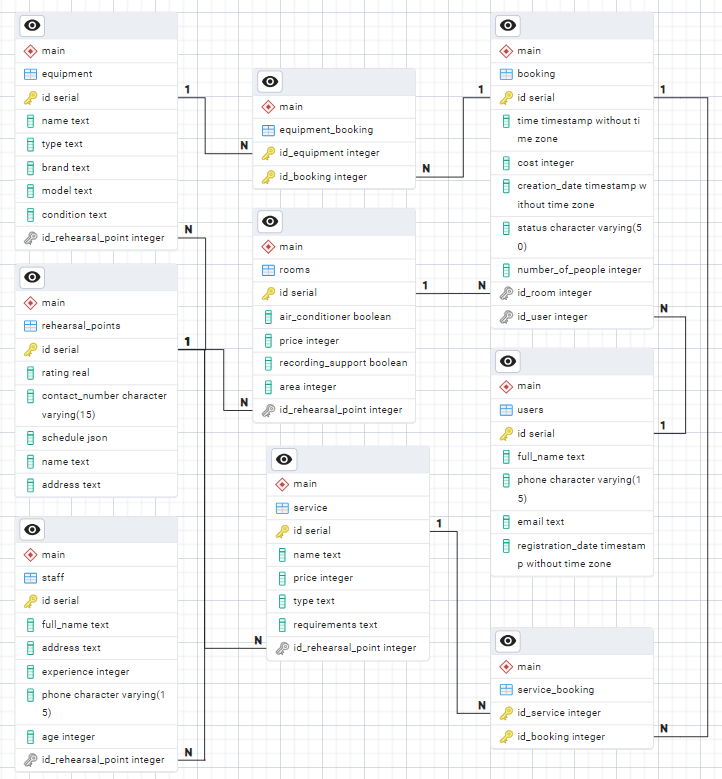 main
equipment
id serial
name text
type text
brand text
model text
condition text
id_rehearsal_point integer
1
N
main
rehearsal_points
id serial
rating real
contact_number character
varying(15)
schedule json
name text
address text
1
main
staff
id serial
full_name text
address text
experience integer
phone character varying(1
5)
age integer
id_rehearsal_point integer
N
main
equipment_booking
id_equipment integer
id_booking integer
N
N
main
rooms
id serial
air_conditioner boolean
price integer
recording_support boolean
area integer
id_rehearsal_point integer
1
N
main
service
id serial
name text
price integer
type text
requirements text
id_rehearsal_point integer
1
N
main
booking
id serial
time timestamp without ti
me zone
cost integer
creation_date timestamp w
ithout time zone
status character varying(5
0)
number_of_people integer
id_room integer
id_user integer
1
1
N
N
main
users
id serial
full_name text
phone character varying(1
5)
email text
registration_date timestam
p without time zone
1
main
service_booking
id_service integer
id_booking integer
N
N